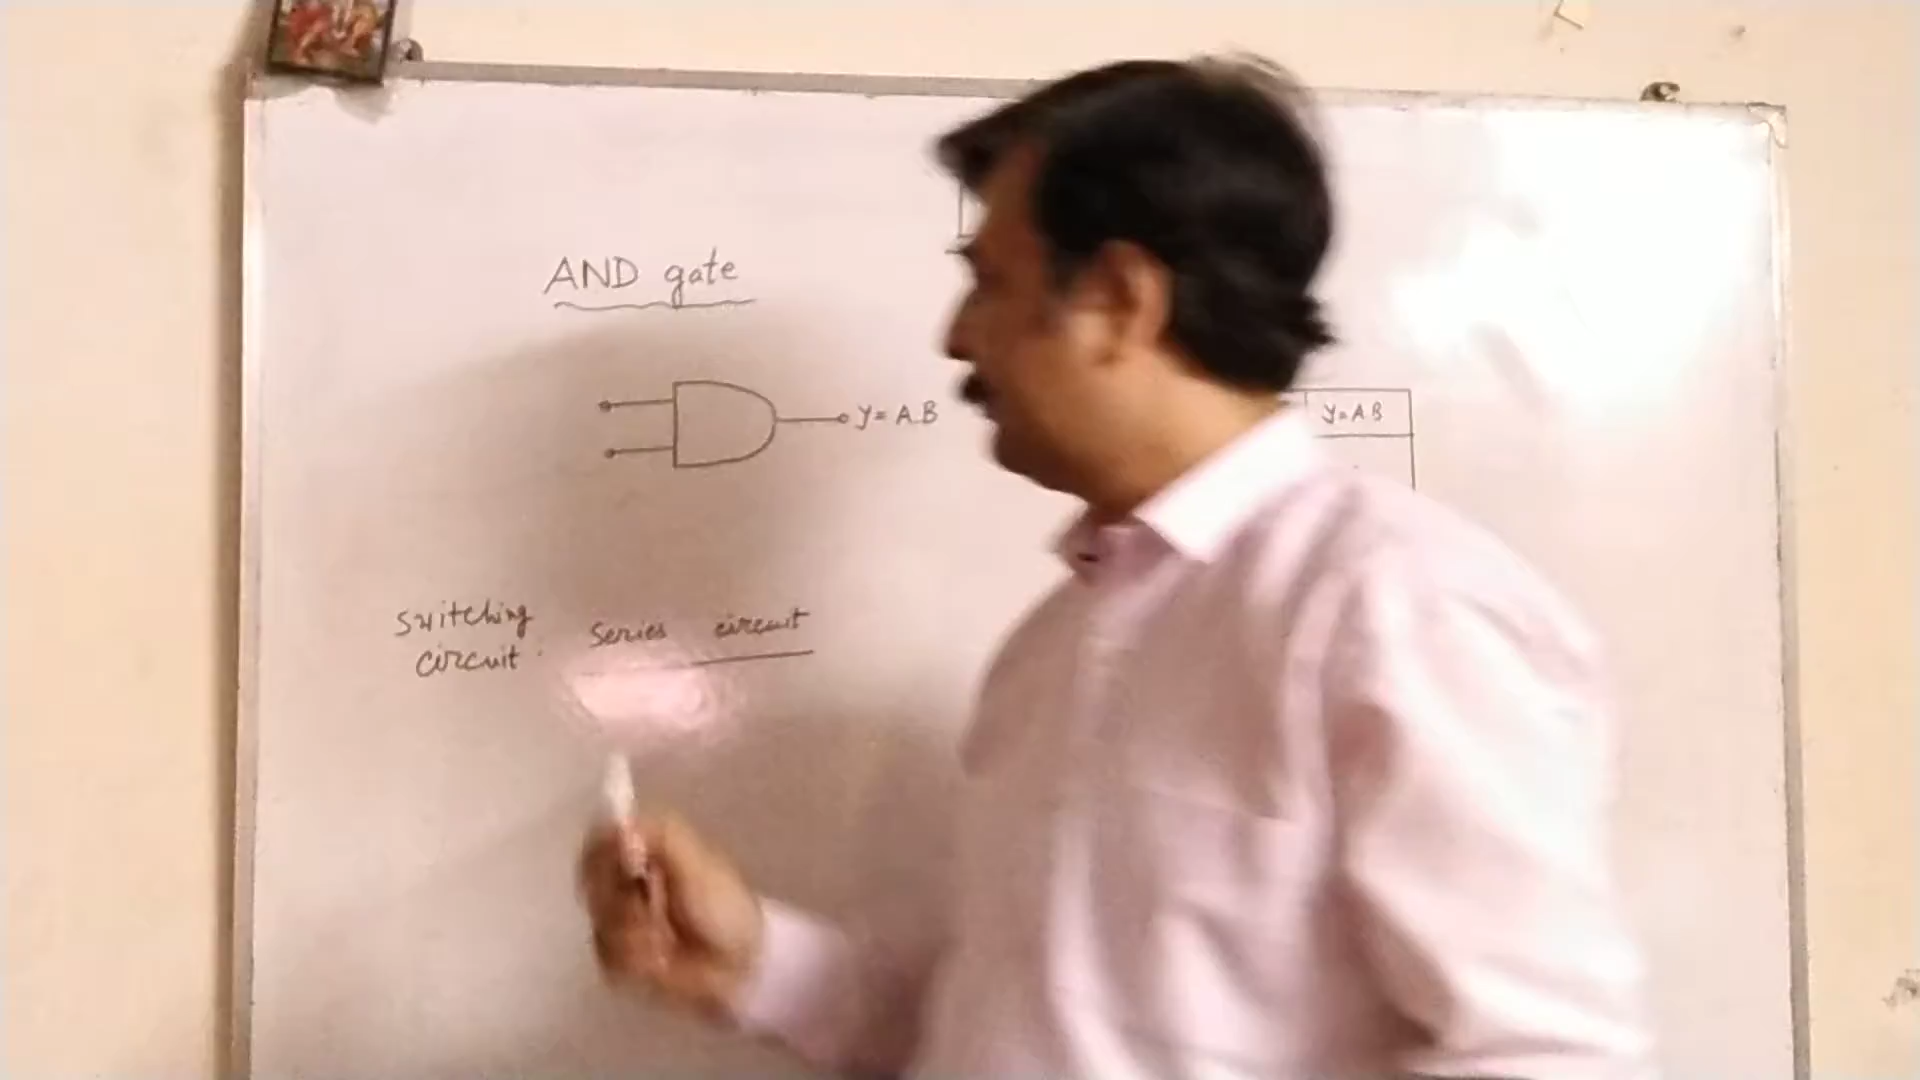 AND gate
y = A.B
y = A B
switching
circuit :
series circuit